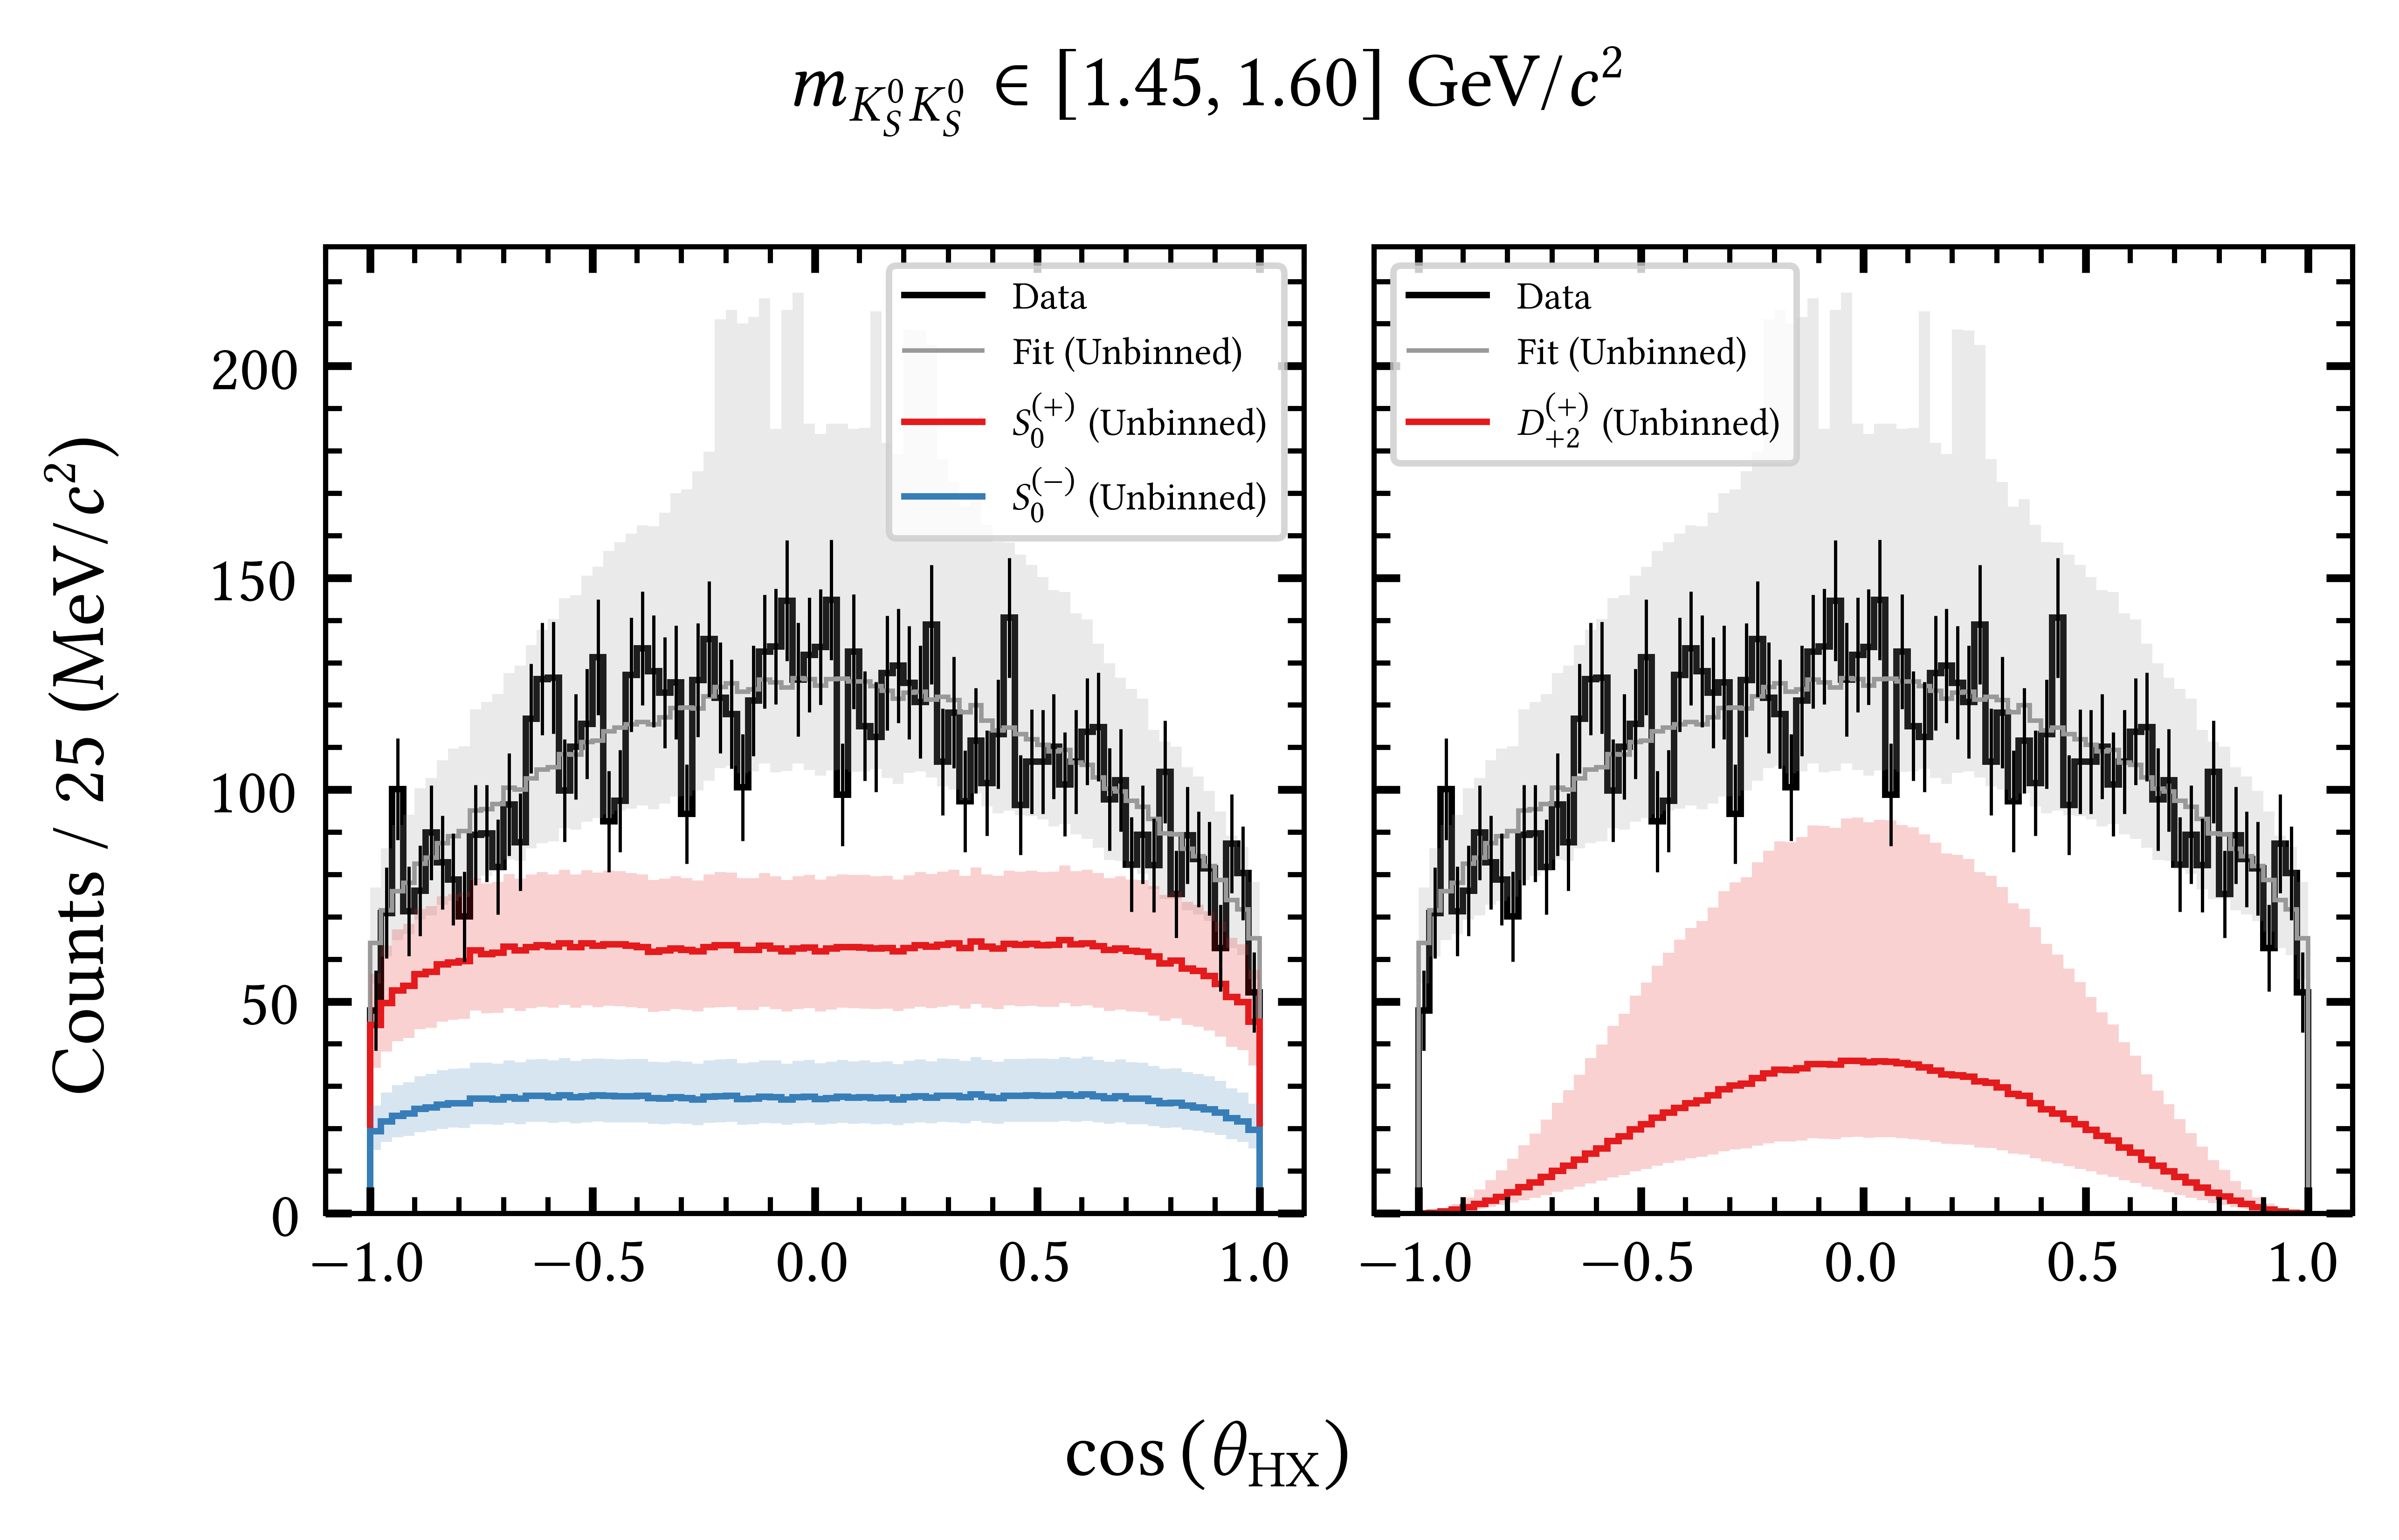 m_{K_S^0 K_S^0} ∈ [1.45, 1.60] GeV/c²
Counts / 25 (MeV/c²)
200
150
100
50
0
Data
Fit (Unbinned)
S_0^{(+)} (Unbinned)
S_0^{(−)} (Unbinned)
−1.0 −0.5 0.0 0.5 1.0
Data
Fit (Unbinned)
D_{+2}^{(+)} (Unbinned)
−1.0 −0.5 0.0 0.5 1.0
cos (θ_{HX})